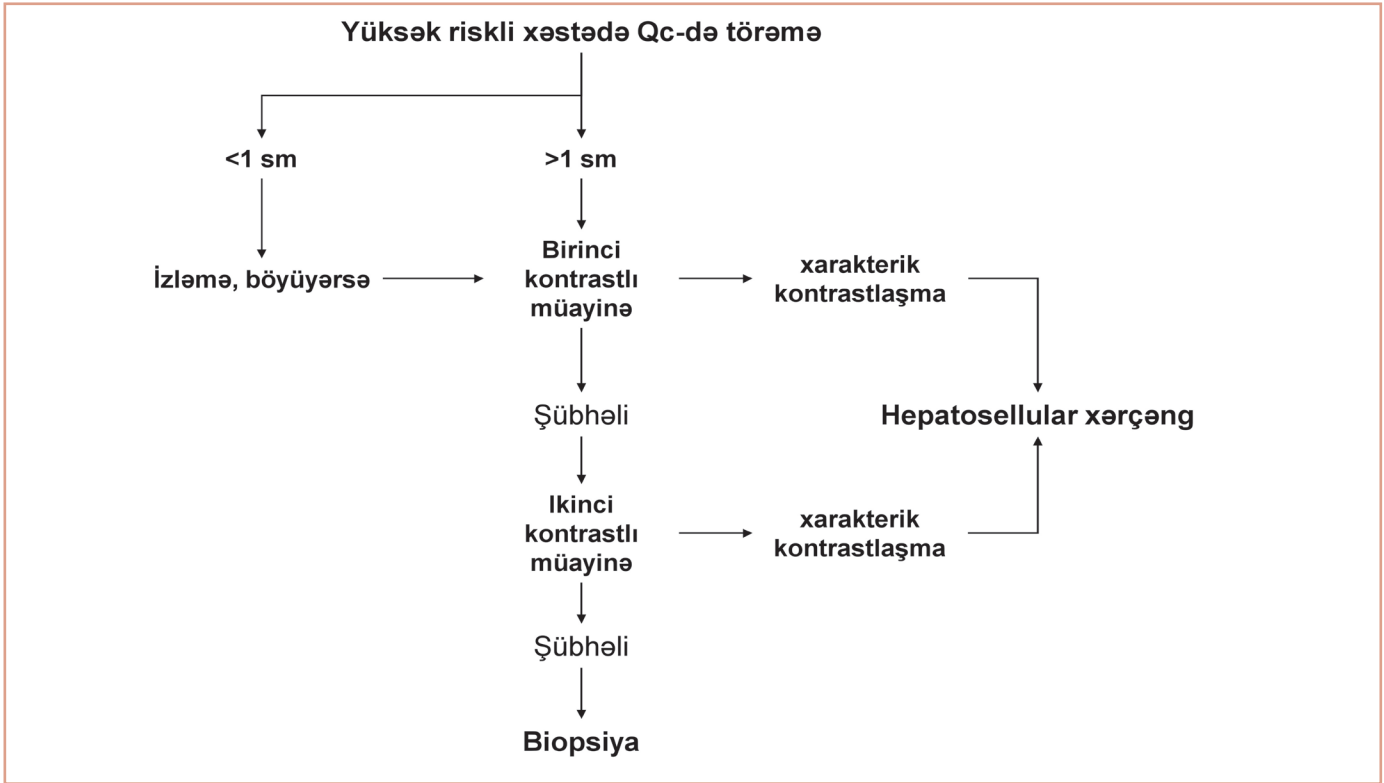 Yüksək riskli xəstədə Qc-də törəmə
<1 sm
>1 sm
İzləmə, böyüyərsə
Birinci
kontrastlı
müayinə
xarakterik
kontrastlaşma
Şübhəli
Hepatosellular xərçəng
Ikinci
kontrastlı
müayinə
xarakterik
kontrastlaşma
Şübhəli
Biopsiya